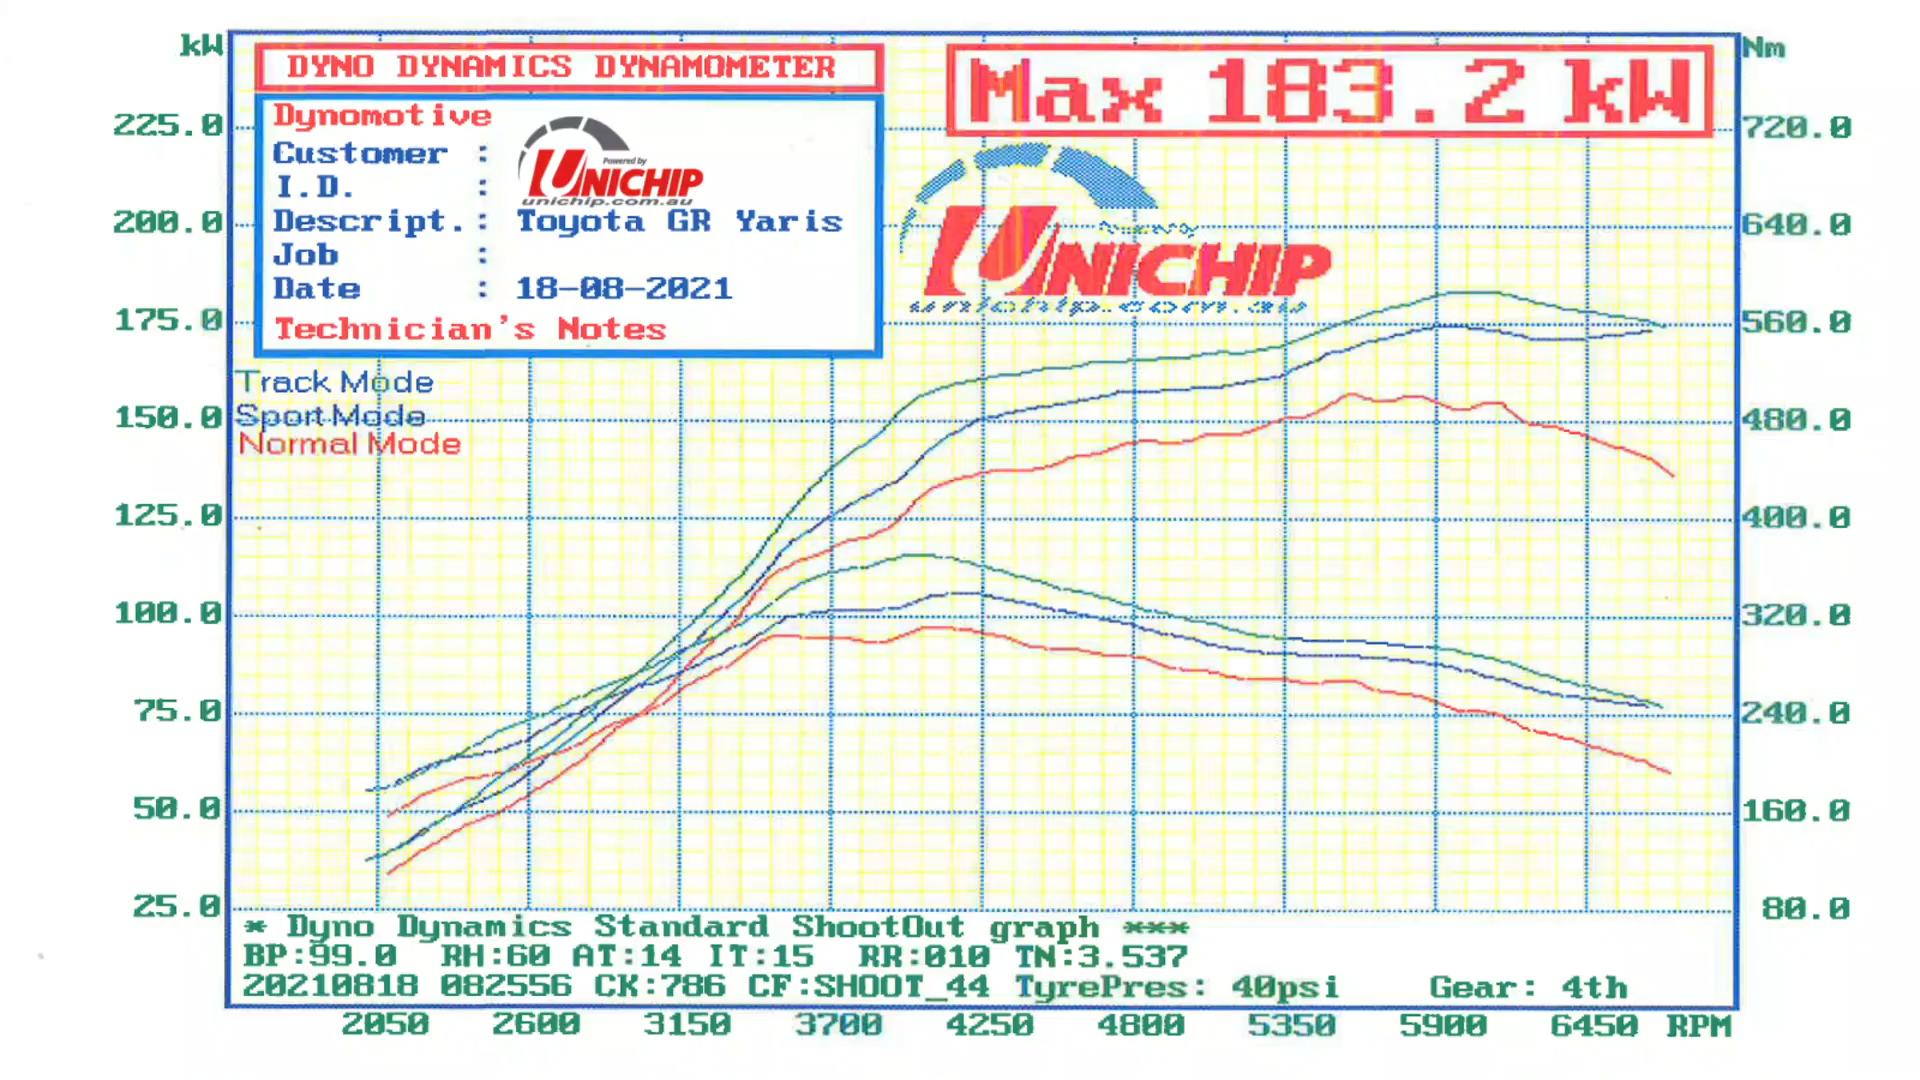 kW
DYNO DYNAMICS DYNAMOMETER
Max 183.2 kW
Nm
Dynomotive
Customer :
I.D. :
Descript.: Toyota GR Yaris
Job :
Date : 18-08-2021
Technician's Notes
Powered by
UNICHIP
unichip.com.au
Powered by
UNICHIP
unichip.com.au
Track Mode
Sport Mode
Normal Mode
225.0
200.0
175.0
150.0
125.0
100.0
75.0
50.0
25.0
720.0
640.0
560.0
480.0
400.0
320.0
240.0
160.0
80.0
* Dyno Dynamics Standard ShootOut graph ***
BP:99.0 RH:60 AT:14 IT:15 RR:010 TN:3.537
20210818 082556 CK:786 CF:SHOOT_44 TyrePres: 40psi Gear: 4th
2050 2600 3150 3700 4250 4800 5350 5900 6450 RPM